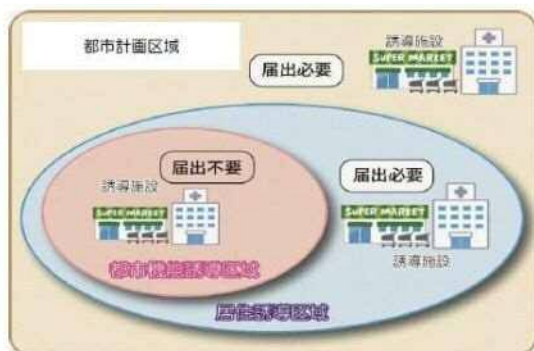 都市計画区域
届出必要
誘導施設
SUPER MARKET
届出不要
誘導施設
SUPER MARKET
届出必要
SUPER MARKET
誘導施設
都市機能誘導区域
居住誘導区域